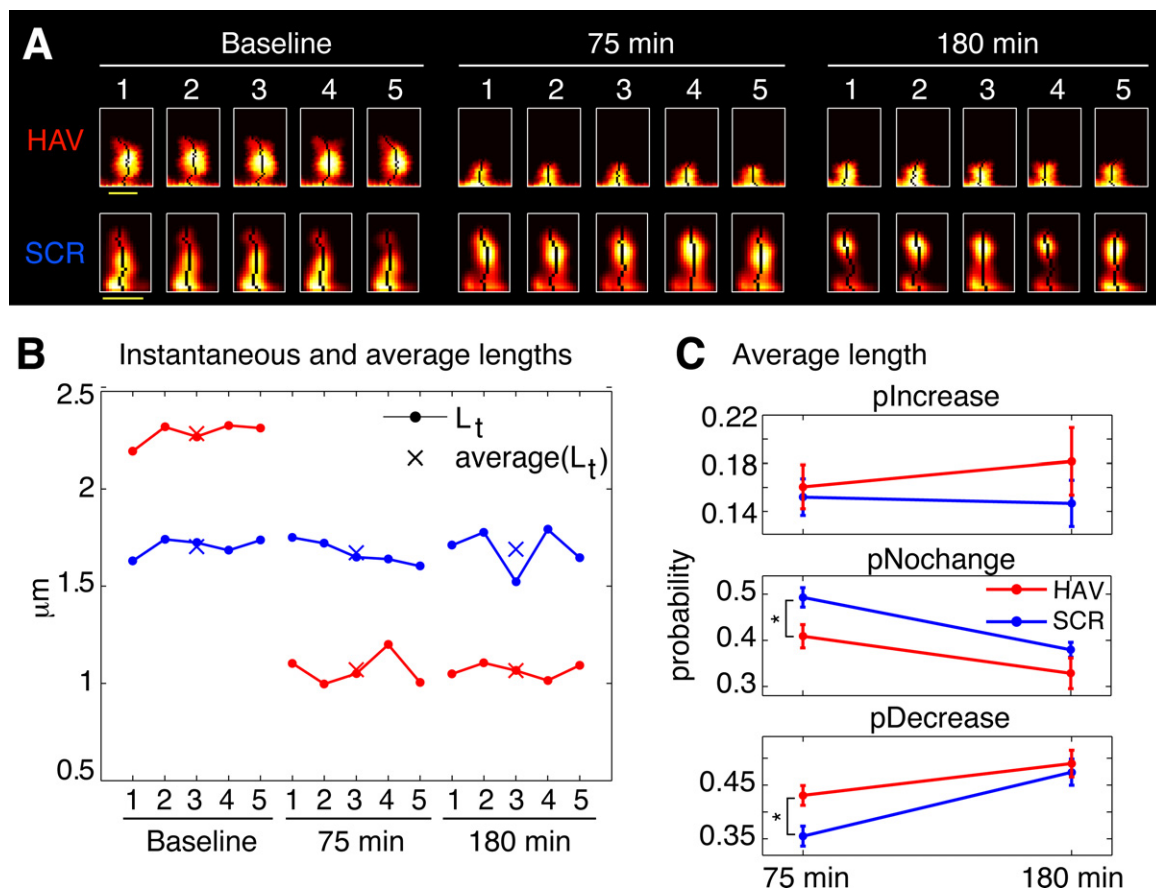 A
Baseline 75 min 180 min
1 2 3 4 5 1 2 3 4 5 1 2 3 4 5
HAV
SCR
B Instantaneous and average lengths
2.5
2
1.5
1
0.5
μm
Lt
average(Lt)
1 2 3 4 5 1 2 3 4 5 1 2 3 4 5
Baseline 75 min 180 min
C Average length
pIncrease
0.22
0.18
0.14
pNochange
0.5
0.4
0.3
HAV
SCR
*
probability
pDecrease
0.45
0.35
*
75 min 180 min